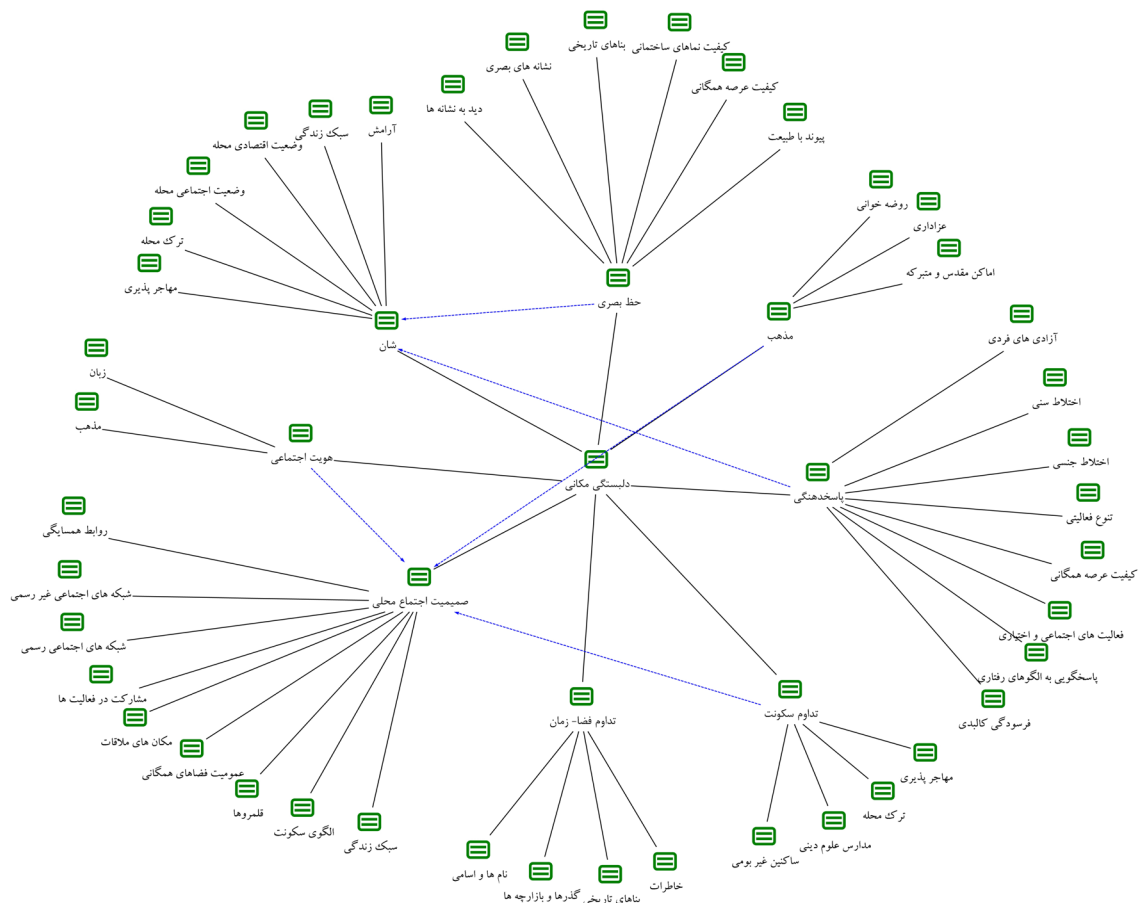 بناهای تاریخی
کیفیت نماهای ساختمانی
نشانه های بصری
کیفیت عرصه همگانی
دید به نشانه ها
پیوند با طبیعت
آرامش
سبک زندگی
وضعیت اقتصادی محله
وضعیت اجتماعی محله
ترک محله
مهاجر پذیری
روضه خوانی
عزاداری
اماکن مقدس و متبرکه
حظ بصری
مذهب
شان
آزادی های فردی
اختلاط سنی
اختلاط جنسی
تنوع فعالیتی
کیفیت عرصه همگانی
فعالیت های اجتماعی و اختیاری
پاسخگویی به الگوهای رفتاری
فرسودگی کالبدی
پاسخدهنگی
زبان
مذهب
هویت اجتماعی
دلبستگی مکانی
روابط همسایگی
شبکه های اجتماعی غیر رسمی
شبکه های اجتماعی رسمی
مشارکت در فعالیت ها
مکان های ملاقات
عمومیت فضاهای همگانی
قلمروها
الگوی سکونت
سبک زندگی
صمیمیت اجتماع محلی
تداوم فضا- زمان
تداوم سکونت
نام ها و اسامی
گذرها و بازارچه ها
بناهای تاریخی
خاطرات
ساکنین غیر بومی
مدارس علوم دینی
ترک محله
مهاجر پذیری